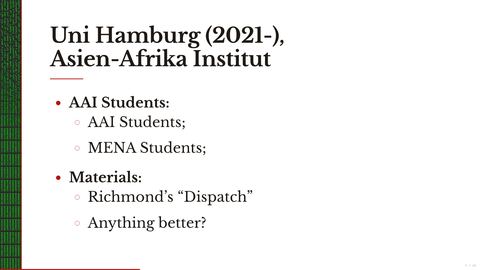 Uni Hamburg (2021-),
Asien-Afrika Institut
AAI Students:
AAI Students;
MENA Students;
Materials:
Richmond's “Dispatch”
Anything better?